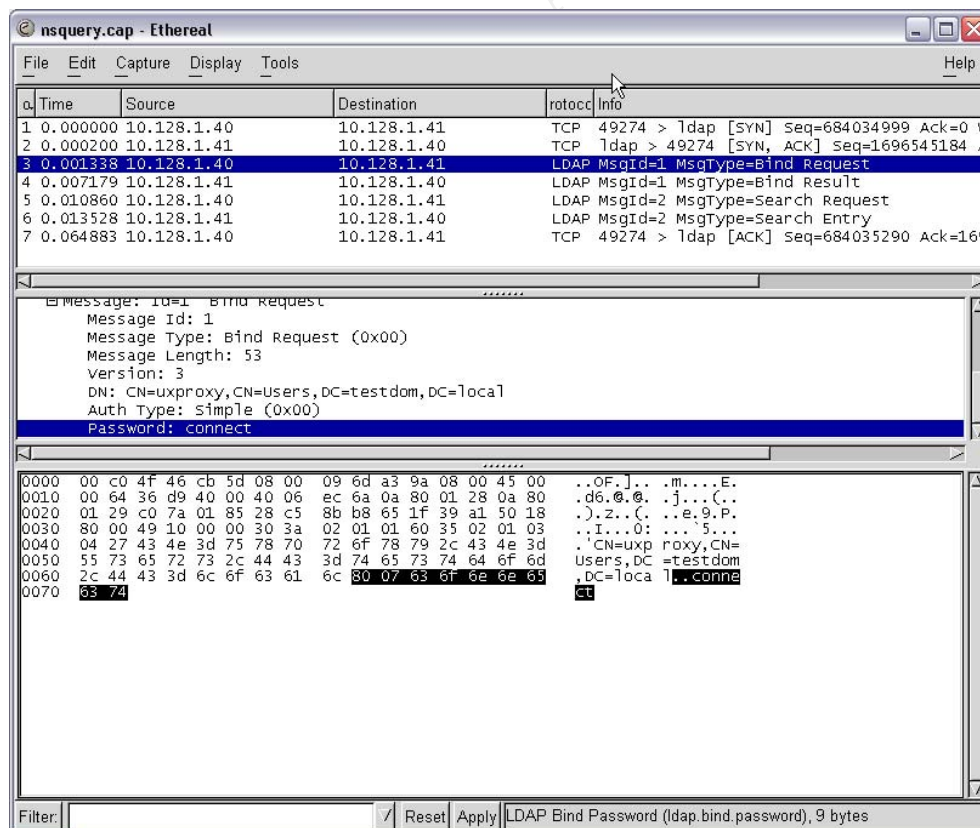 nsquery.cap - Ethereal
File Edit Capture Display Tools Help
Time Source Destination rotocc Info
1 0.000000 10.128.1.40 10.128.1.41 TCP 49274 > ldap [SYN] Seq=684034999 Ack=0
2 0.000200 10.128.1.41 10.128.1.40 TCP ldap > 49274 [SYN, ACK] Seq=1696545184
3 0.001338 10.128.1.40 10.128.1.41 LDAP MsgId=1 MsgType=Bind Request
4 0.007179 10.128.1.41 10.128.1.40 LDAP MsgId=1 MsgType=Bind Result
5 0.010860 10.128.1.40 10.128.1.41 LDAP MsgId=2 MsgType=Search Request
6 0.013528 10.128.1.41 10.128.1.40 LDAP MsgId=2 MsgType=Search Entry
7 0.064883 10.128.1.40 10.128.1.41 TCP 49274 > ldap [ACK] Seq=684035290 Ack=16
Message: Id=1 Bind Request
Message Id: 1
Message Type: Bind Request (0x00)
Message Length: 53
Version: 3
DN: CN=uxproxy,CN=Users,DC=testdom,DC=local
Auth Type: Simple (0x00)
Password: connect
0000 00 c0 4f 46 cb 5d 08 00 09 6d a3 9a 08 00 45 00 ..OF.].. .m....E.
0010 00 64 36 d9 40 00 40 06 ec 6a 0a 80 01 28 0a 80 .d6.@.@. .j...(..
0020 01 29 c0 7a 01 85 28 c5 8b b8 65 1f 39 a1 50 18 .).z..(. ..e.9.P.
0030 80 00 49 10 00 00 30 3a 02 01 01 60 35 02 01 03 ..I...0: ...`5...
0040 04 27 43 4e 3d 75 78 70 72 6f 78 79 2c 43 4e 3d .'CN=uxp roxy,CN=
0050 55 73 65 72 73 2c 44 43 3d 74 65 73 74 64 6f 6d Users,DC =testdom
0060 2c 44 43 3d 6c 6f 63 61 6c 80 07 63 6f 6e 6e 65 ,DC=loca l..conne
0070 63 74 ct
Filter: Reset Apply LDAP Bind Password (ldap.bind.password), 9 bytes